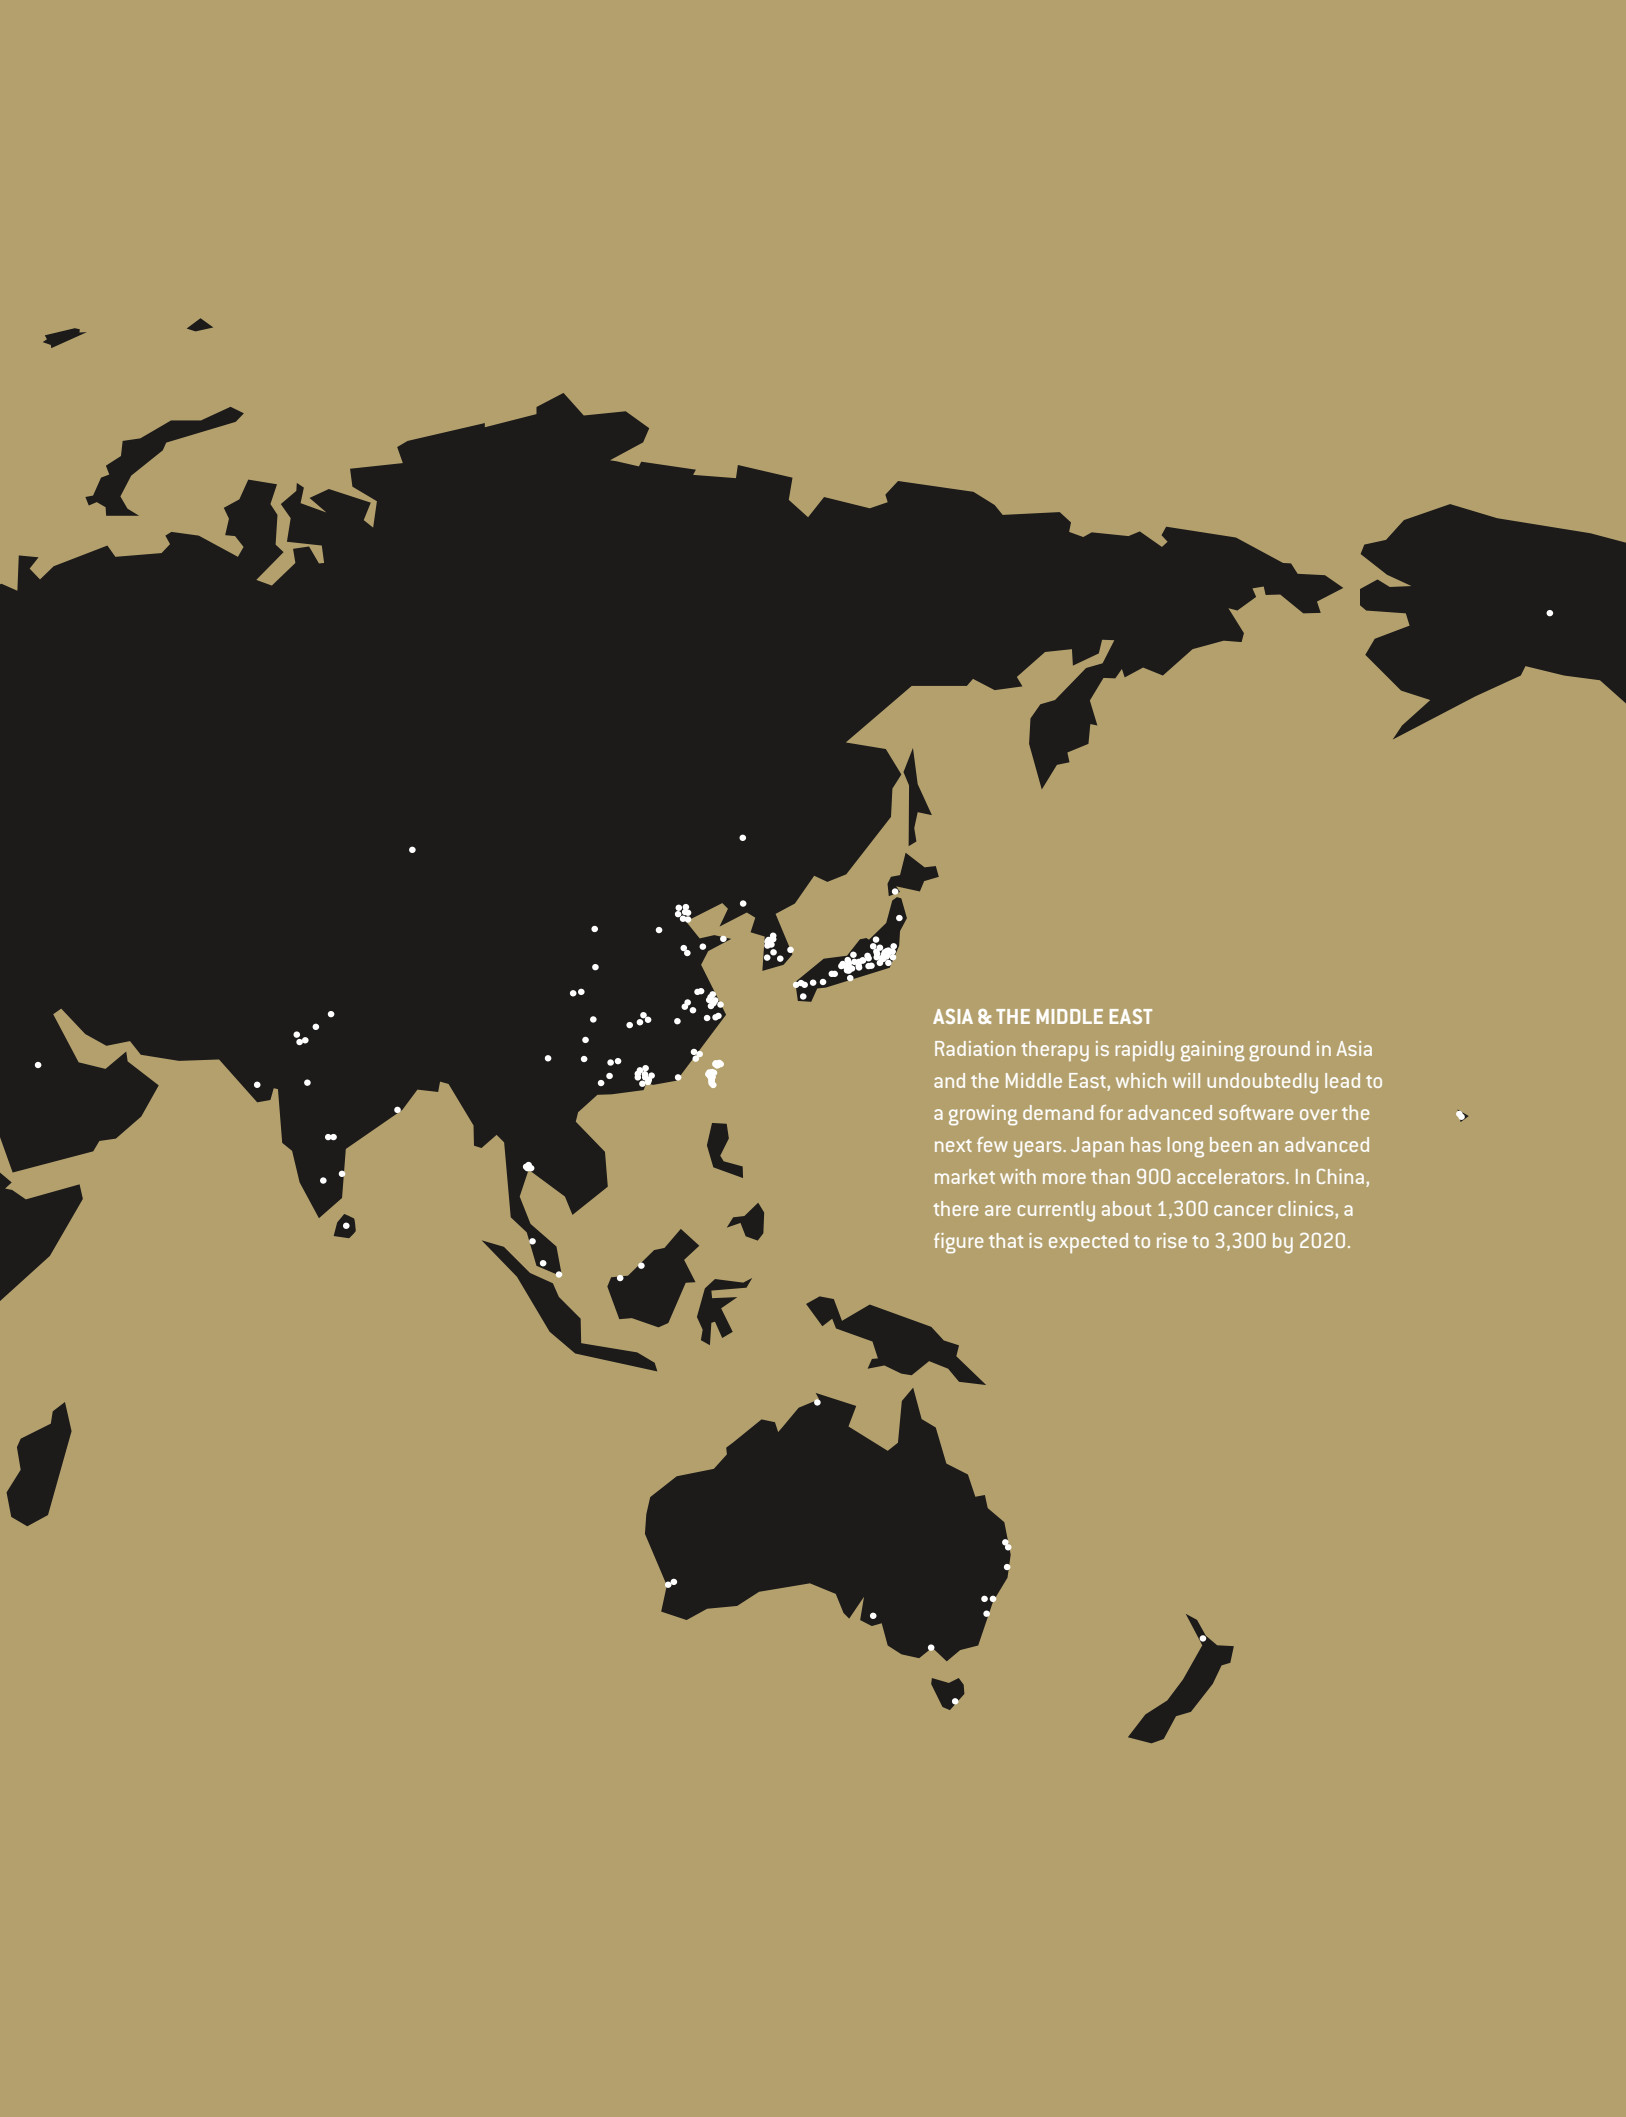 ASIA & THE MIDDLE EAST
Radiation therapy is rapidly gaining ground in Asia
and the Middle East, which will undoubtedly lead to
a growing demand for advanced software over the
next few years. Japan has long been an advanced
market with more than 900 accelerators. In China,
there are currently about 1,300 cancer clinics, a
figure that is expected to rise to 3,300 by 2020.